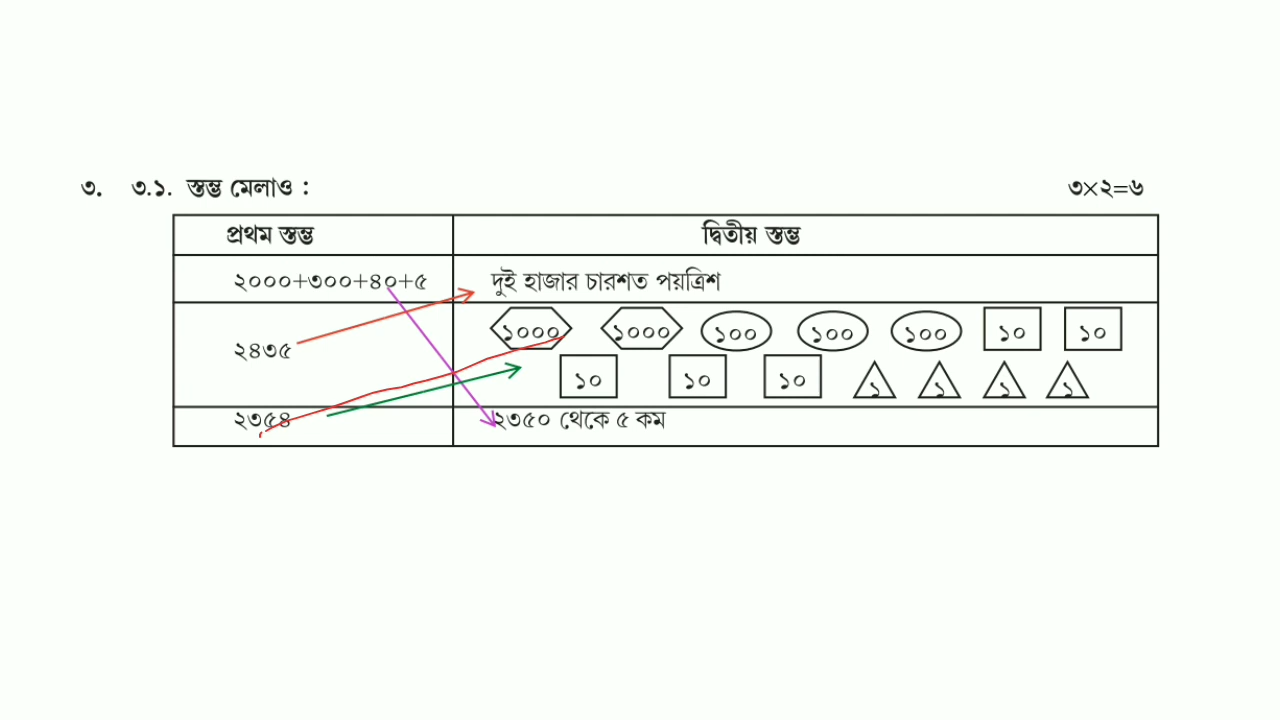 ৩. ৩.১. স্তম্ভ মেলাও : ৩×২=৬
প্রথম স্তম্ভ দ্বিতীয় স্তম্ভ
২০০০+৩০০+৪০+৫ দুই হাজার চারশত পয়ত্রিশ
২৪৩৫ ১০০০ ১০০০ ১০০ ১০০ ১০০ ১০ ১০
১০ ১০ ১০ ১ ১ ১ ১
২৩৫৪ ২৩৫০ থেকে ৫ কম